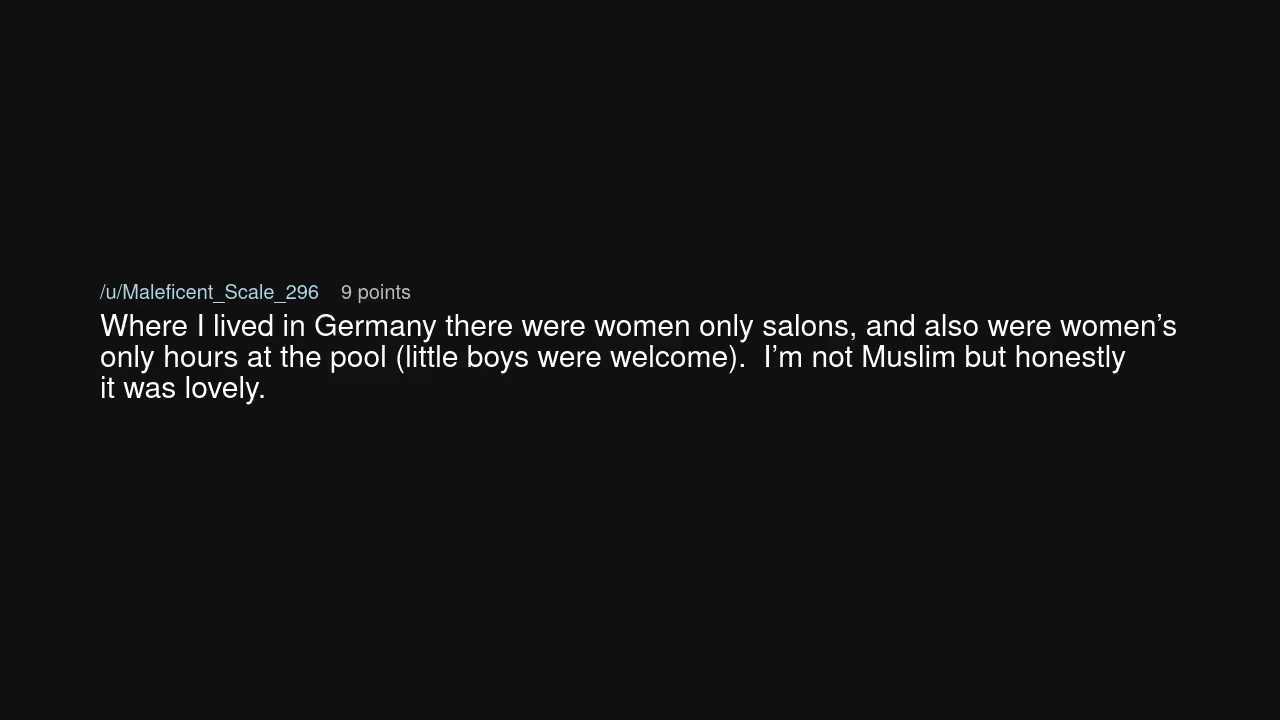 /u/Maleficent_Scale_296 9 points
Where I lived in Germany there were women only salons, and also were women’s
only hours at the pool (little boys were welcome).  I’m not Muslim but honestly
it was lovely.